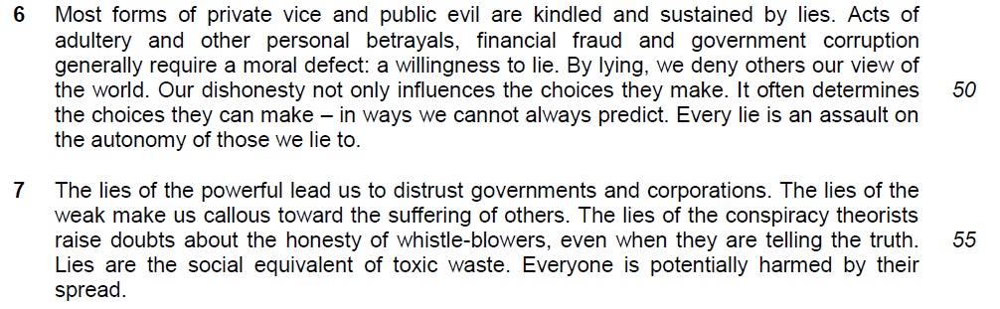 6 Most forms of private vice and public evil are kindled and sustained by lies. Acts of
adultery and other personal betrayals, financial fraud and government corruption
generally require a moral defect: a willingness to lie. By lying, we deny others our view of
the world. Our dishonesty not only influences the choices they make. It often determines 50
the choices they can make – in ways we cannot always predict. Every lie is an assault on
the autonomy of those we lie to.
7 The lies of the powerful lead us to distrust governments and corporations. The lies of the
weak make us callous toward the suffering of others. The lies of the conspiracy theorists
raise doubts about the honesty of whistle-blowers, even when they are telling the truth. 55
Lies are the social equivalent of toxic waste. Everyone is potentially harmed by their
spread.